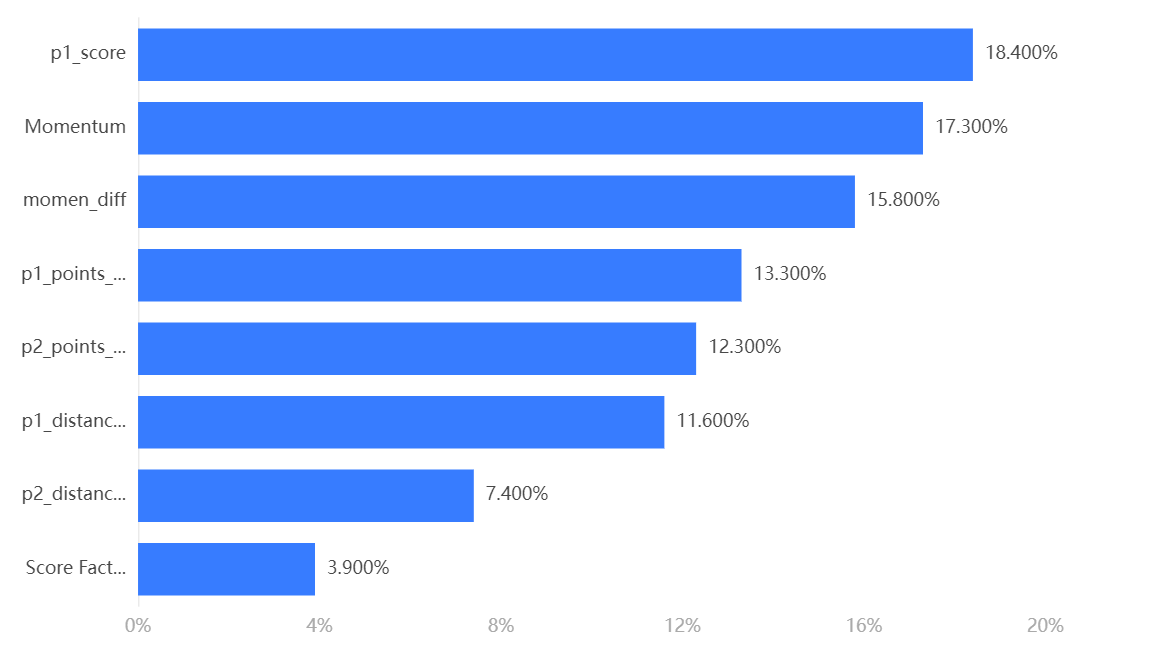 p1_score 18.400%
Momentum 17.300%
momen_diff 15.800%
p1_points_... 13.300%
p2_points_... 12.300%
p1_distanc... 11.600%
p2_distanc... 7.400%
Score Fact... 3.900%
0% 4% 8% 12% 16% 20%